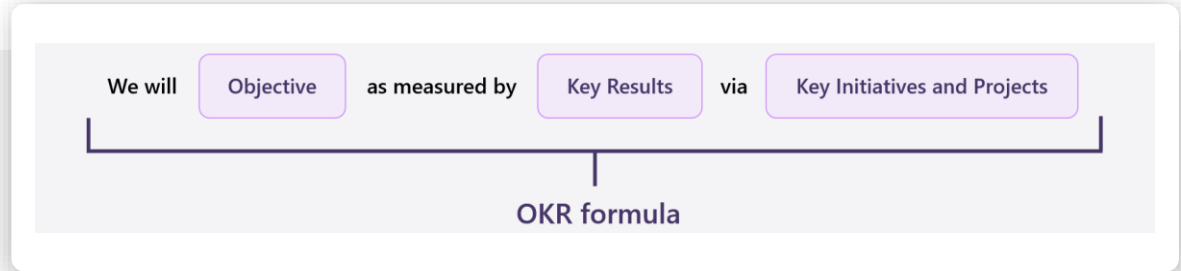 We will Objective as measured by Key Results via Key Initiatives and Projects
OKR formula